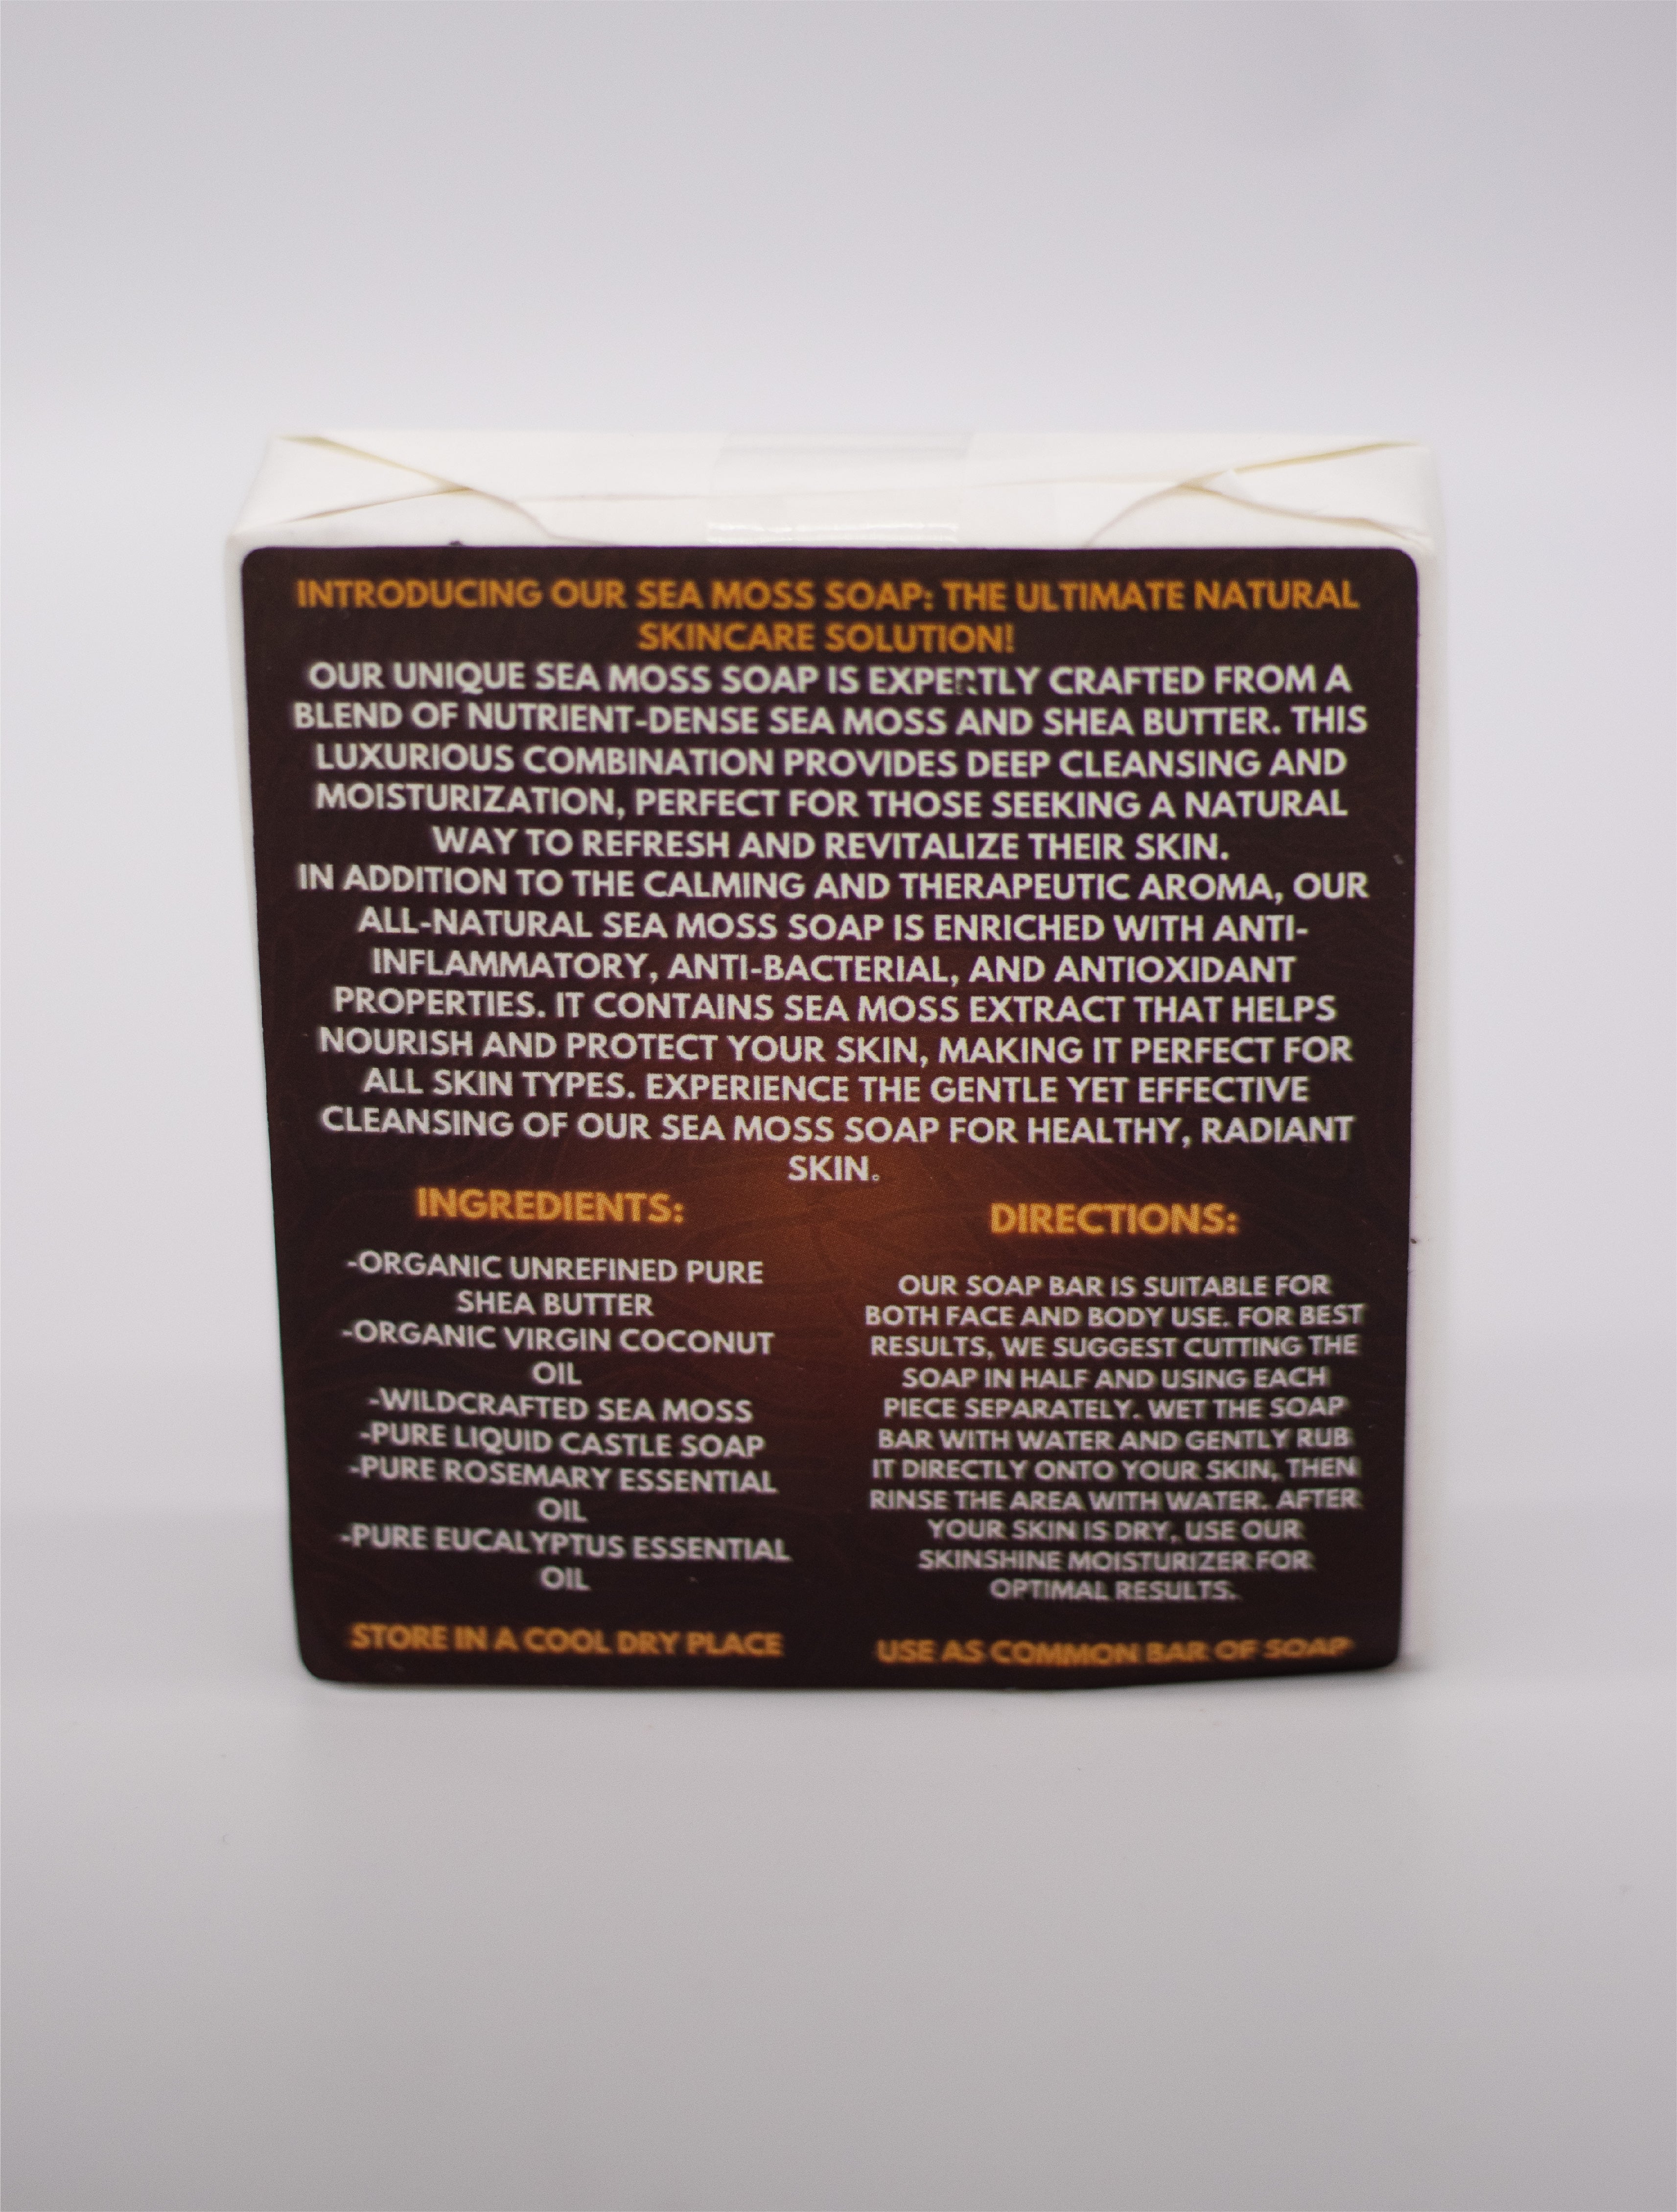 INTRODUCING OUR SEA MOSS SOAP: THE ULTIMATE NATURAL
SKINCARE SOLUTION!
OUR UNIQUE SEA MOSS SOAP IS EXPERTLY CRAFTED FROM A
BLEND OF NUTRIENT-DENSE SEA MOSS AND SHEA BUTTER. THIS
LUXURIOUS COMBINATION PROVIDES DEEP CLEANSING AND
MOISTURIZATION, PERFECT FOR THOSE SEEKING A NATURAL
WAY TO REFRESH AND REVITALIZE THEIR SKIN.
IN ADDITION TO THE CALMING AND THERAPEUTIC AROMA, OUR
ALL-NATURAL SEA MOSS SOAP IS ENRICHED WITH ANTI-
INFLAMMATORY, ANTI-BACTERIAL, AND ANTIOXIDANT
PROPERTIES. IT CONTAINS SEA MOSS EXTRACT THAT HELPS
NOURISH AND PROTECT YOUR SKIN, MAKING IT PERFECT FOR
ALL SKIN TYPES. EXPERIENCE THE GENTLE YET EFFECTIVE
CLEANSING OF OUR SEA MOSS SOAP FOR HEALTHY, RADIANT
SKIN.
INGREDIENTS:
-ORGANIC UNREFINED PURE
SHEA BUTTER
-ORGANIC VIRGIN COCONUT
OIL
-WILDCRAFTED SEA MOSS
-PURE LIQUID CASTLE SOAP
-PURE ROSEMARY ESSENTIAL
OIL
-PURE EUCALYPTUS ESSENTIAL
OIL
STORE IN A COOL DRY PLACE
DIRECTIONS:
OUR SOAP BAR IS SUITABLE FOR
BOTH FACE AND BODY USE. FOR BEST
RESULTS, WE SUGGEST CUTTING THE
SOAP IN HALF AND USING EACH
PIECE SEPARATELY. WET THE SOAP
BAR WITH WATER AND GENTLY RUB
IT DIRECTLY ONTO YOUR SKIN, THEN
RINSE THE AREA WITH WATER. AFTER
YOUR SKIN IS DRY, USE OUR
SKINSHINE MOISTURIZER FOR
OPTIMAL RESULTS.
USE AS COMMON BAR OF SOAP